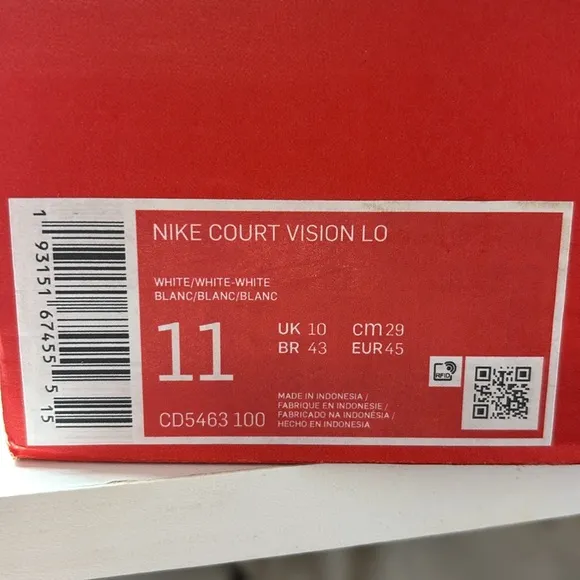 1 93151 67455 5 15
NIKE COURT VISION LO
WHITE/WHITE-WHITE
BLANC/BLANC/BLANC
11
UK 10 cm 29
BR 43 EUR 45
RFID
CD5463 100
MADE IN INDONESIA /
FABRIQUE EN INDONESIE /
FABRICADO NA INDONÉSIA /
HECHO EN INDONESIA